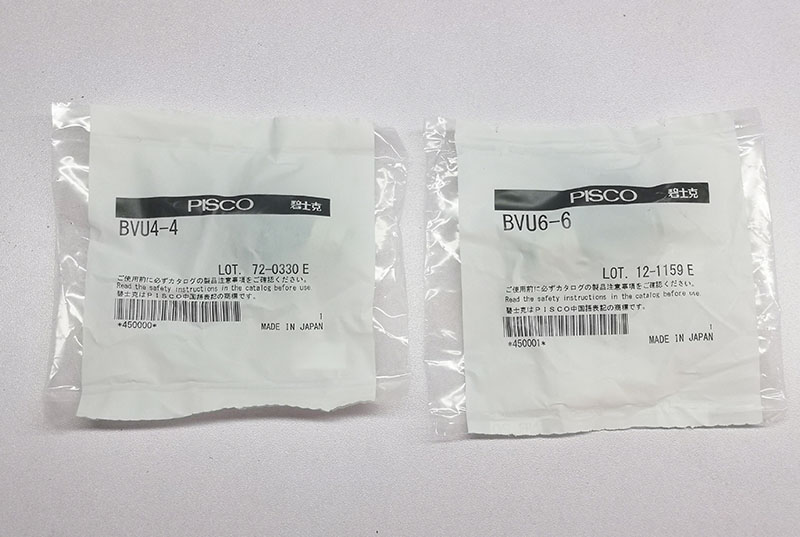 PISCO 碧士克
BVU4-4
LOT. 72-0330 E
ご使用前に必ずカタログの製品注意事項をご確認ください。
Read the safety instructions in the catalog before use.
碧士克はPISCO中国語表記の商標です。
1
*450000*
MADE IN JAPAN
PISCO 碧士克
BVU6-6
LOT. 12-1159 E
ご使用前に必ずカタログの製品注意事項をご確認ください。
Read the safety instructions in the catalog before use.
碧士克はPISCO中国語表記の商標です。
1
*450001*
MADE IN JAPAN